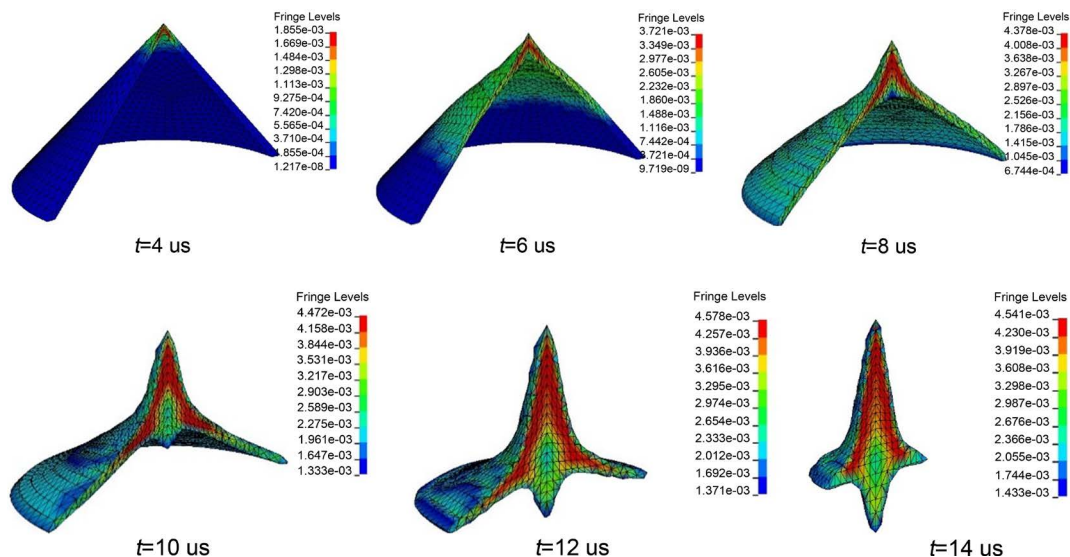 Fringe Levels
1.855e-03
1.669e-03
1.484e-03
1.298e-03
1.113e-03
9.275e-04
7.420e-04
5.565e-04
3.710e-04
1.855e-04
1.217e-08
t=4 us
Fringe Levels
3.721e-03
3.349e-03
2.977e-03
2.605e-03
2.232e-03
1.860e-03
1.488e-03
1.116e-03
7.442e-04
3.721e-04
9.719e-09
t=6 us
Fringe Levels
4.378e-03
4.008e-03
3.638e-03
3.267e-03
2.897e-03
2.526e-03
2.156e-03
1.786e-03
1.415e-03
1.045e-03
6.744e-04
t=8 us
Fringe Levels
4.472e-03
4.158e-03
3.844e-03
3.531e-03
3.217e-03
2.903e-03
2.589e-03
2.275e-03
1.961e-03
1.647e-03
1.333e-03
t=10 us
Fringe Levels
4.578e-03
4.257e-03
3.936e-03
3.616e-03
3.295e-03
2.974e-03
2.654e-03
2.333e-03
2.012e-03
1.692e-03
1.371e-03
t=12 us
Fringe Levels
4.541e-03
4.230e-03
3.919e-03
3.608e-03
3.298e-03
2.987e-03
2.676e-03
2.366e-03
2.055e-03
1.744e-03
1.433e-03
t=14 us